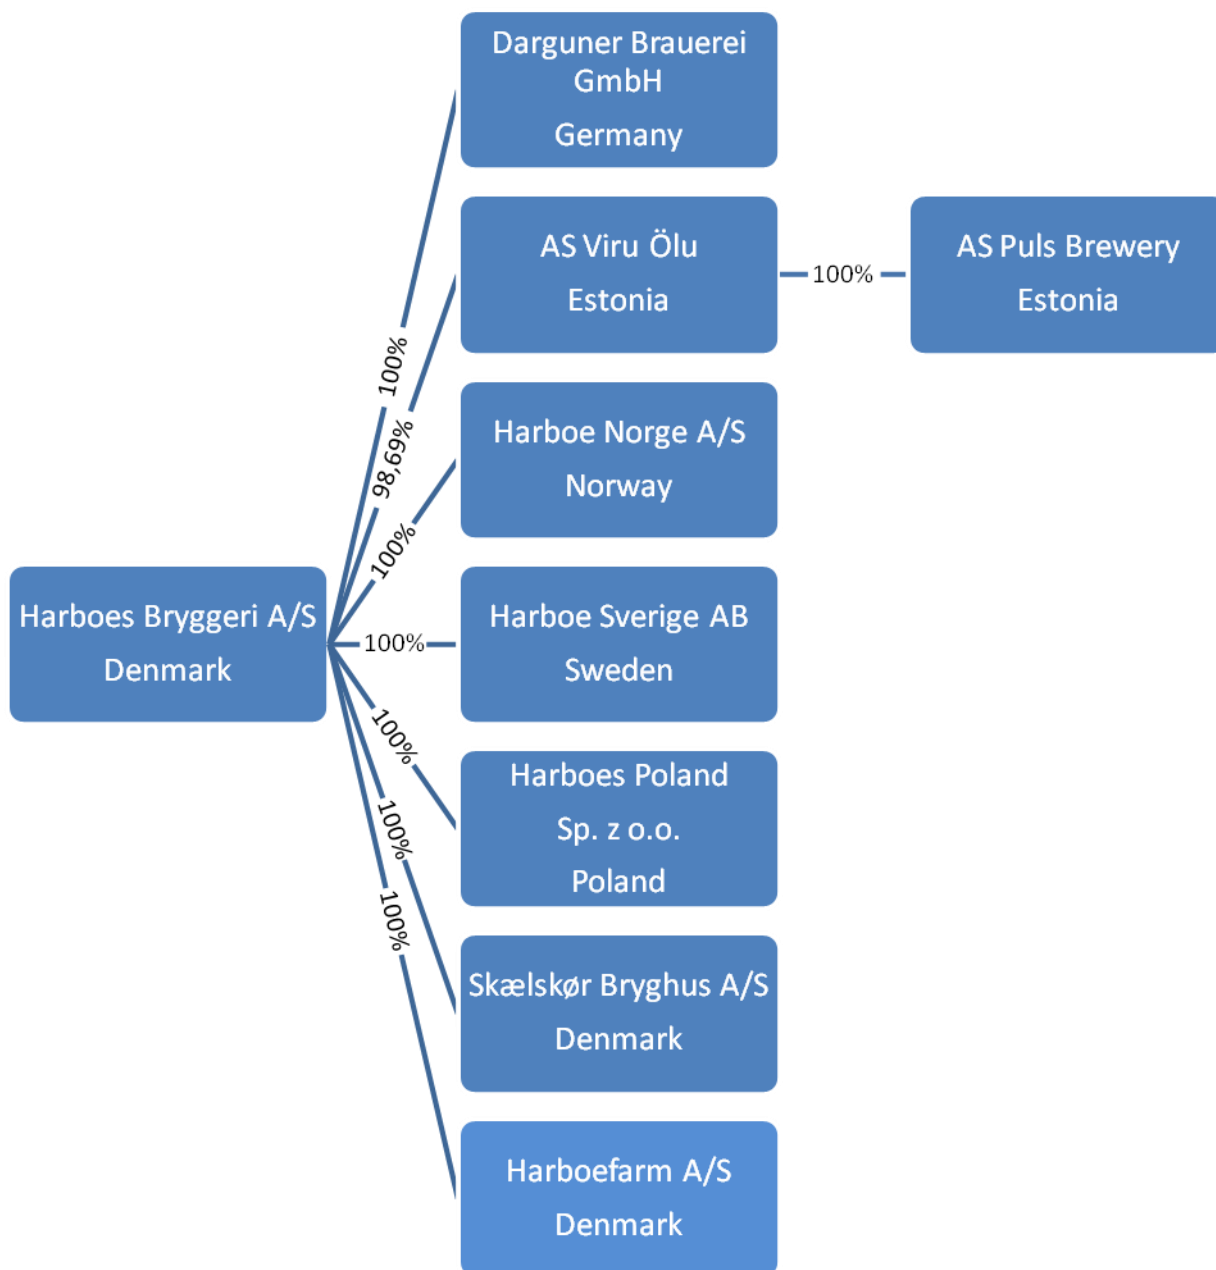 Darguner Brauerei
GmbH
Germany
100%
AS Viru Ölu
Estonia
98,69%
100%
AS Puls Brewery
Estonia
Harboe Norge A/S
Norway
100%
Harboes Bryggeri A/S
Denmark
100%
Harboe Sverige AB
Sweden
100%
Harboes Poland
Sp. z o.o.
Poland
100%
Skælskør Bryghus A/S
Denmark
100%
Harboefarm A/S
Denmark